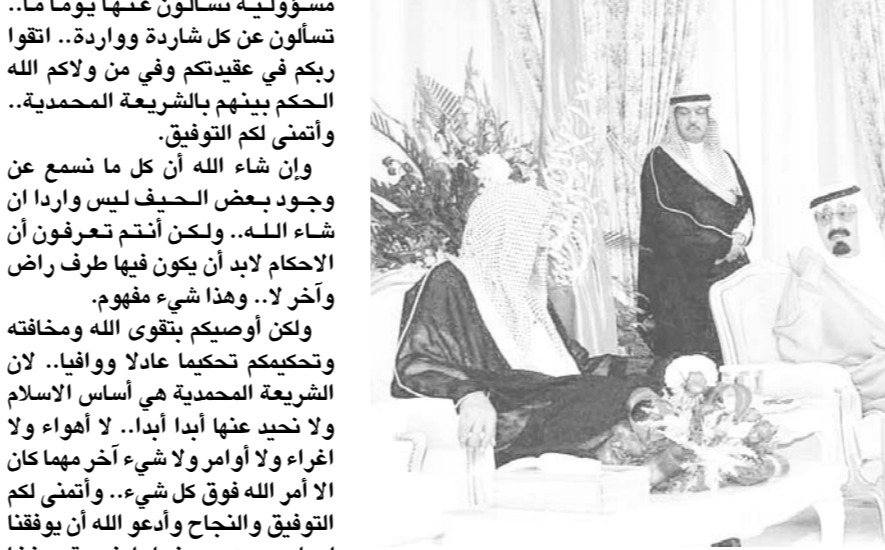 مسؤولية تسألون عنها يوما ما..
تسألون عن كل شاردة وواردة.. اتقوا
ربكم في عقيدتكم وفي من ولاكم الله
الحكم بينهم بالشريعة المحمدية..
وأتمنى لكم التوفيق.
وإن شاء الله أن كل ما نسمع عن
وجود بعض الحيف ليس واردا ان
شاء الله.. ولكن أنتم تعرفون أن
الاحكام لابد أن يكون فيها طرف راض
وآخر لا.. وهذا شيء مفهوم.
ولكن أوصيكم بتقوى الله ومخافته
وتحكيمكم تحكيما عادلا ووافيا.. لان
الشريعة المحمدية هي أساس الاسلام
ولا نحيد عنها أبدا أبدا.. لا أهواء ولا
اغراء ولا أوامر ولا شيء آخر مهما كان
الا أمر الله فوق كل شيء.. وأتمنى لكم
التوفيق والنجاح وأدعو الله أن يوفقنا